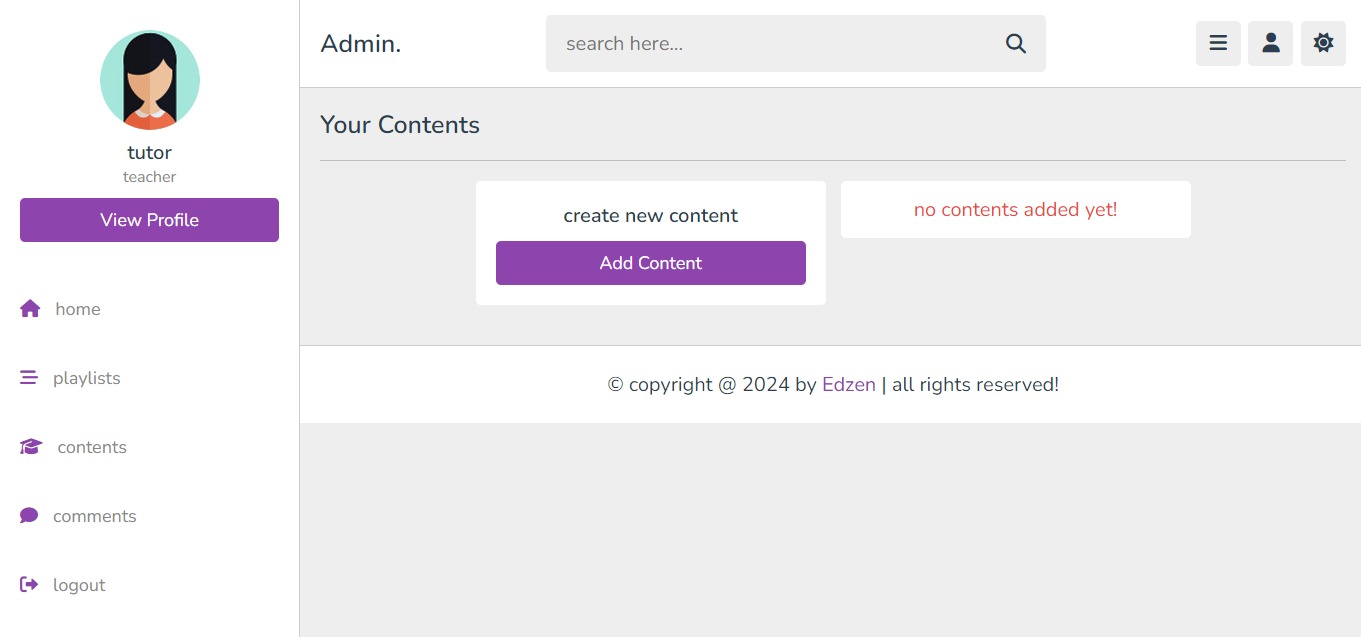 tutor
teacher
View Profile
home
playlists
contents
comments
logout
Admin.
search here...
Your Contents
create new content
Add Content
no contents added yet!
© copyright @ 2024 by Edzen | all rights reserved!